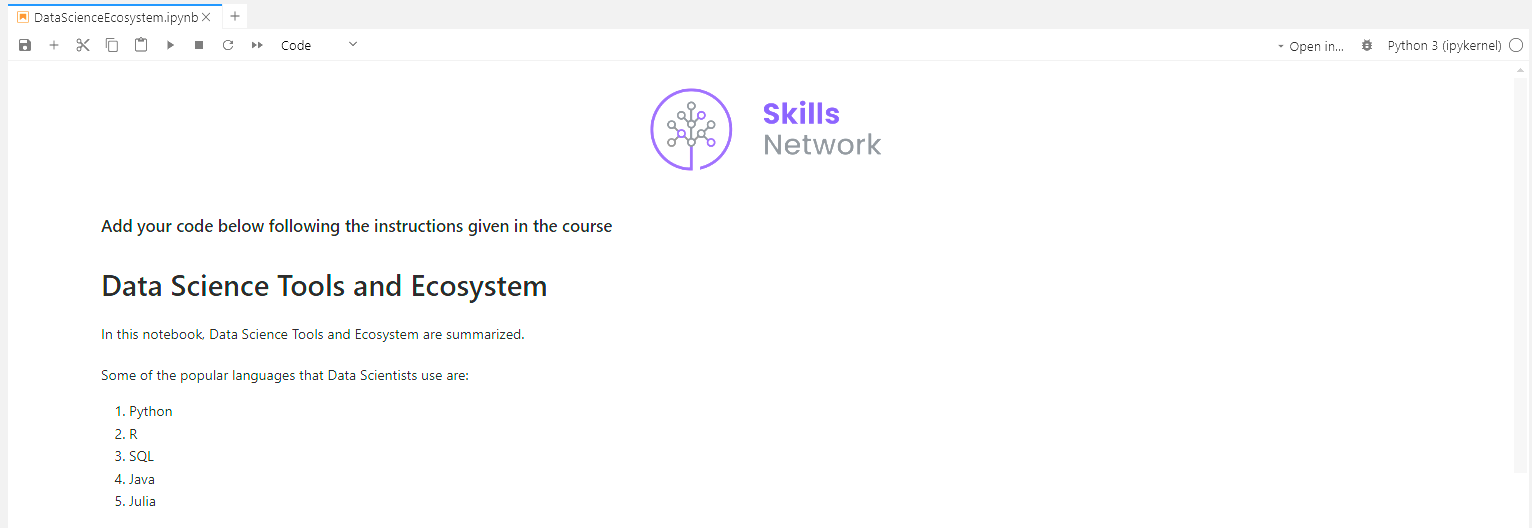 DataScienceEcosystem.ipynb
Code
Open in...
Python 3 (ipykernel)
Skills
Network
Add your code below following the instructions given in the course
Data Science Tools and Ecosystem
In this notebook, Data Science Tools and Ecosystem are summarized.
Some of the popular languages that Data Scientists use are:
1. Python
2. R
3. SQL
4. Java
5. Julia